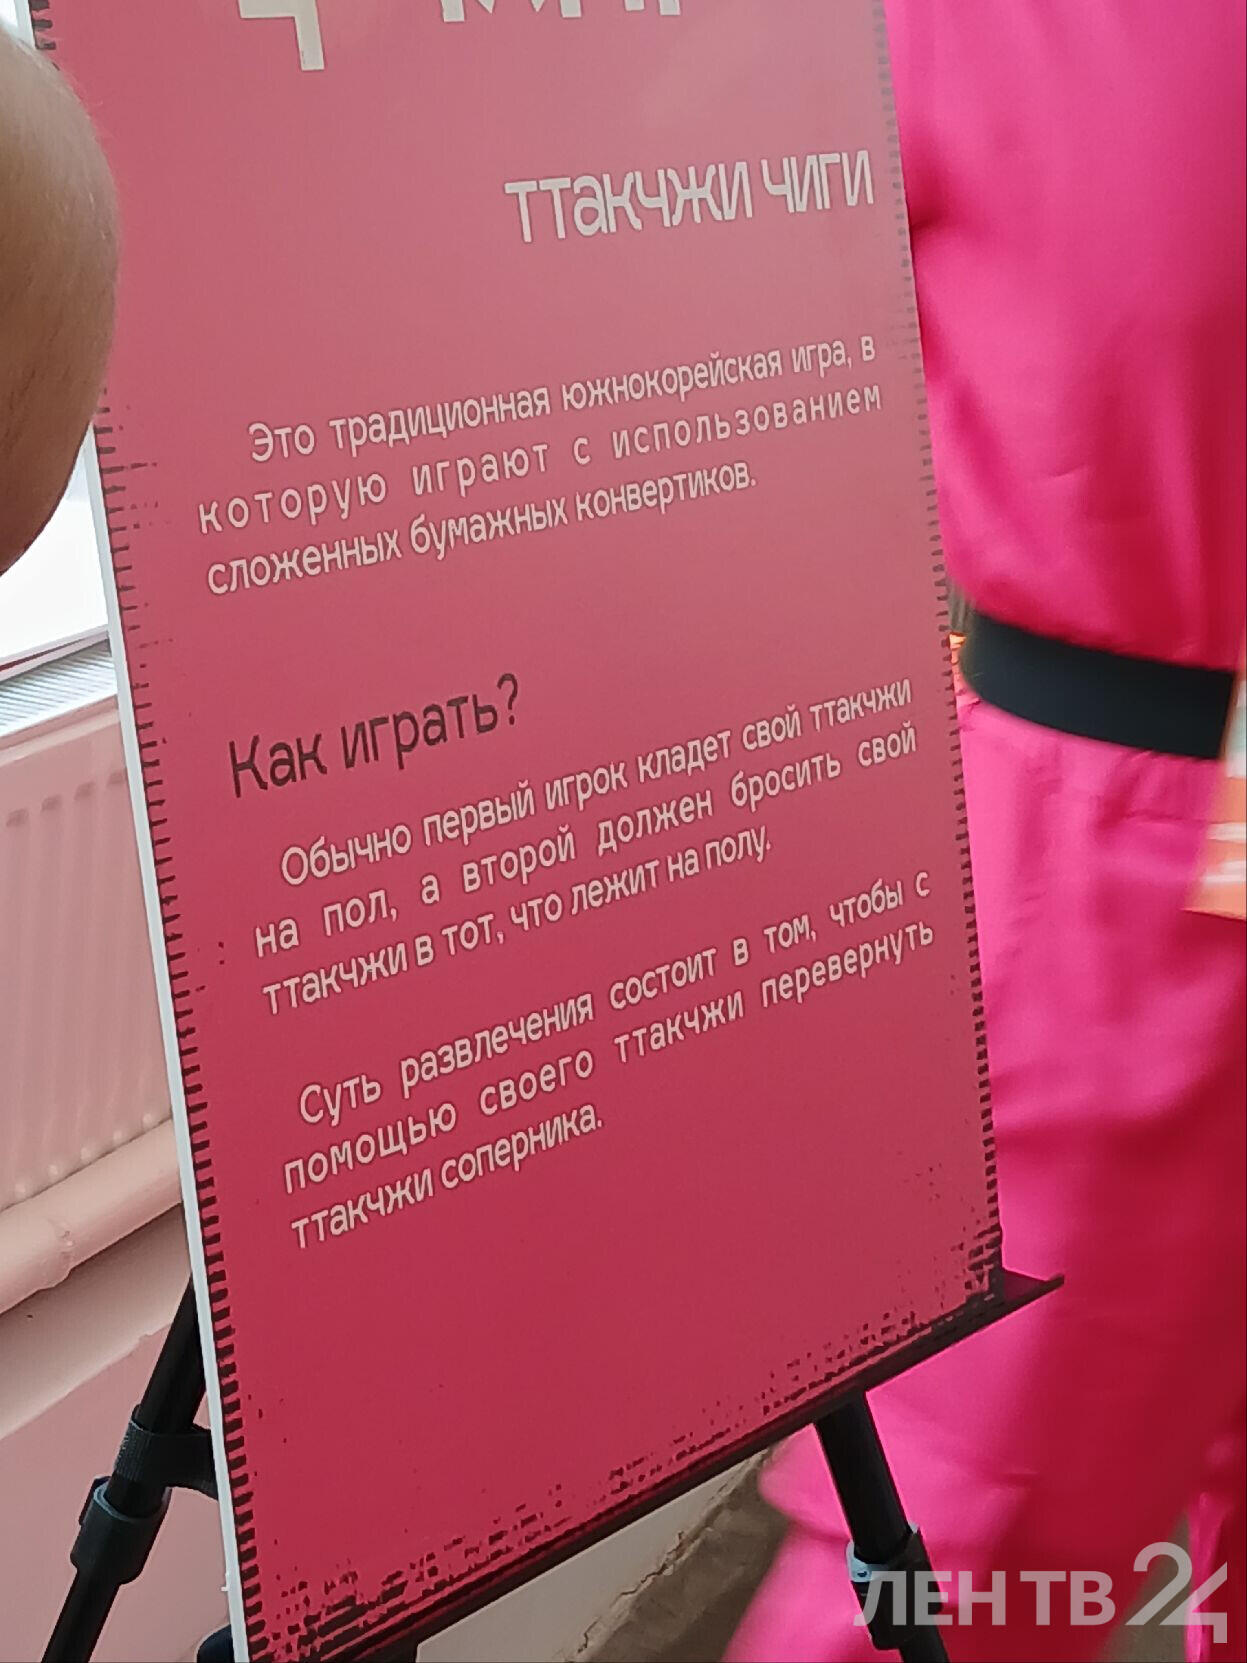 ттакчжи чиги
Это традиционная южнокорейская игра, в
которую играют с использованием
сложенных бумажных конвертиков.
Как играть?
Обычно первый игрок кладет свой ттакчжи
на пол, а второй должен бросить свой
ттакчжи в тот, что лежит на полу.
Суть развлечения состоит в том, чтобы с
помощью своего ттакчжи перевернуть
ттакчжи соперника.
ЛЕН ТВ 24